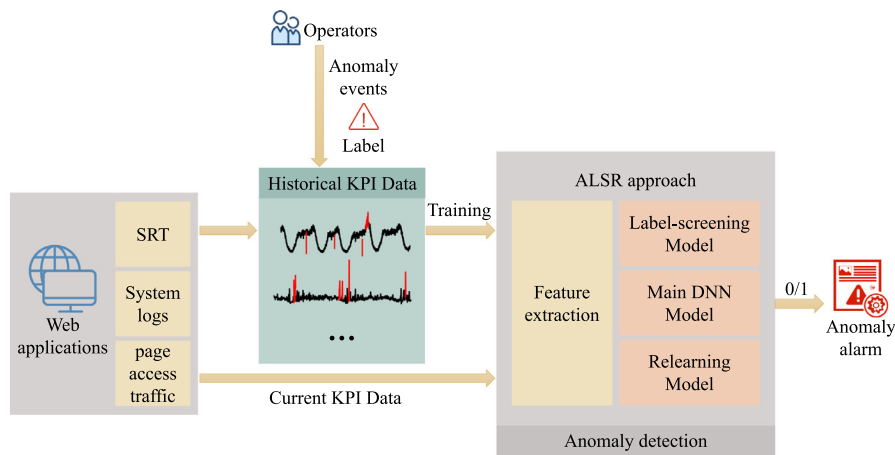 Operators
Anomaly
events
Label
Historical KPI Data
Training
ALSR approach
SRT
System
logs
page
access
traffic
Web
applications
Feature
extraction
Label-screening
Model
Main DNN
Model
Relearning
Model
0/1
Anomaly
alarm
Current KPI Data
Anomaly detection